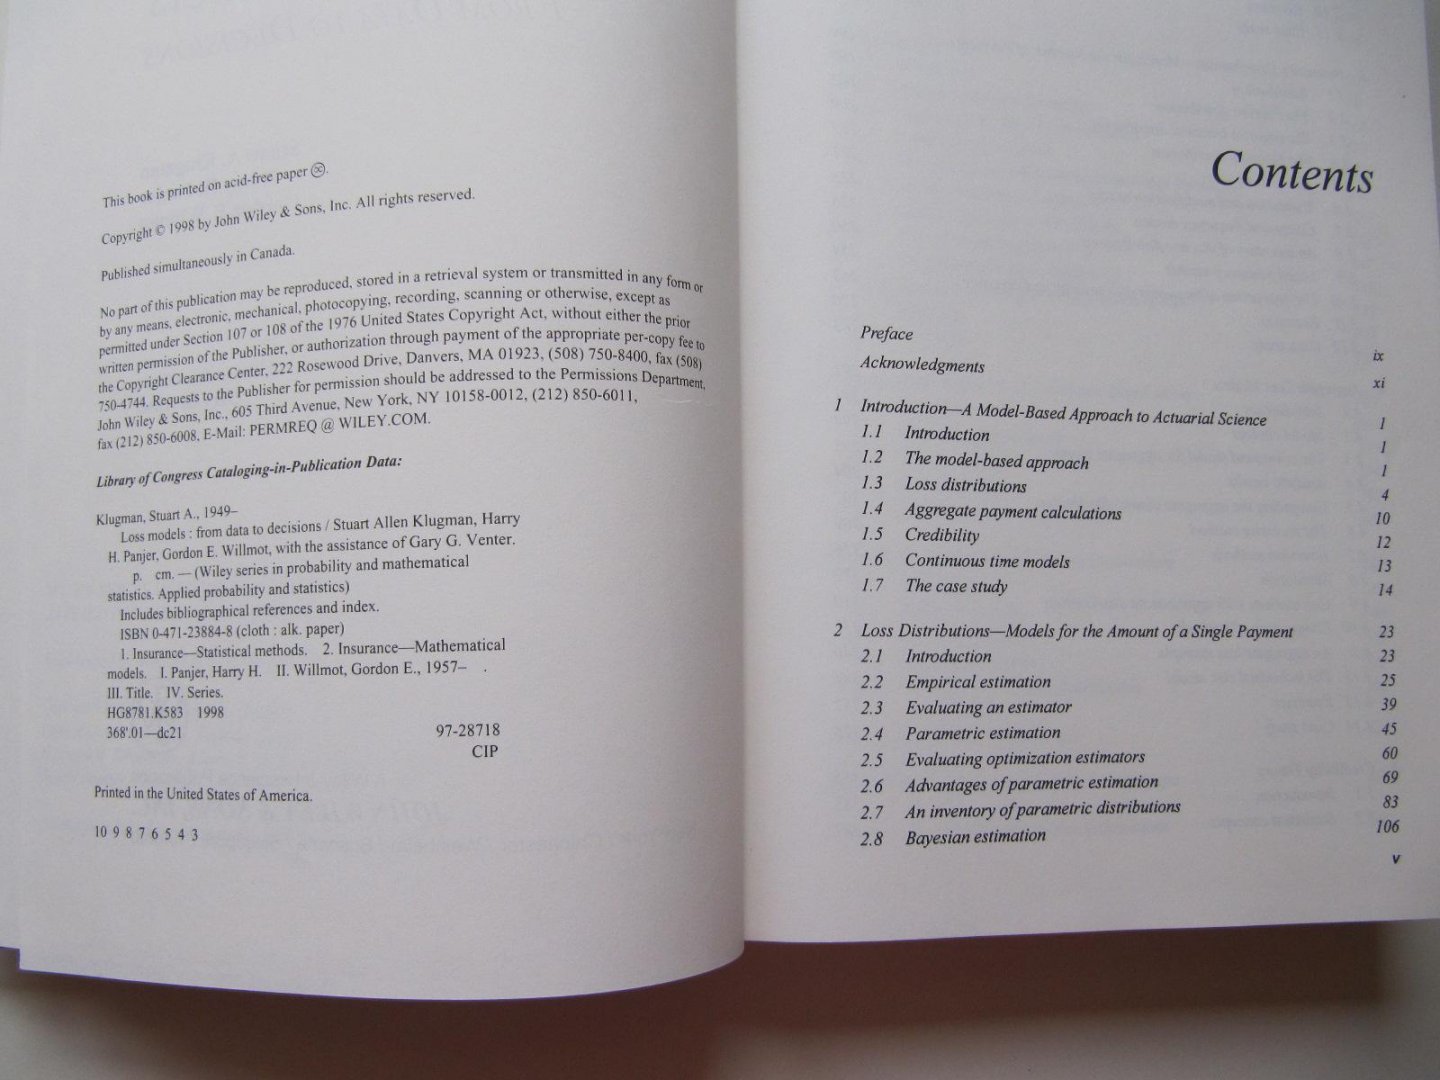 This book is printed on acid-free paper ♾.
Copyright © 1998 by John Wiley & Sons, Inc. All rights reserved.
Published simultaneously in Canada.
No part of this publication may be reproduced, stored in a retrieval system or transmitted in any form or
by any means, electronic, mechanical, photocopying, recording, scanning or otherwise, except as
permitted under Section 107 or 108 of the 1976 United States Copyright Act, without either the prior
written permission of the Publisher, or authorization through payment of the appropriate per-copy fee to
the Copyright Clearance Center, 222 Rosewood Drive, Danvers, MA 01923, (508) 750-8400, fax (508)
750-4744. Requests to the Publisher for permission should be addressed to the Permissions Department,
John Wiley & Sons, Inc., 605 Third Avenue, New York, NY 10158-0012, (212) 850-6011,
fax (212) 850-6008, E-Mail: PERMREQ @ WILEY.COM.
Library of Congress Cataloging-in-Publication Data:
Klugman, Stuart A., 1949–
Loss models : from data to decisions / Stuart Allen Klugman, Harry
H. Panjer, Gordon E. Willmot, with the assistance of Gary G. Venter.
p. cm. — (Wiley series in probability and mathematical
statistics. Applied probability and statistics)
Includes bibliographical references and index.
ISBN 0-471-23884-8 (cloth : alk. paper)
1. Insurance—Statistical methods. 2. Insurance—Mathematical
models. I. Panjer, Harry H. II. Willmot, Gordon E., 1957– .
III. Title. IV. Series.
HG8781.K583 1998
368'.01—dc21 97-28718
CIP
Printed in the United States of America.
10 9 8 7 6 5 4 3
Contents
Preface ix
Acknowledgments xi
1 Introduction—A Model-Based Approach to Actuarial Science 1
1.1 Introduction 1
1.2 The model-based approach 1
1.3 Loss distributions 4
1.4 Aggregate payment calculations 10
1.5 Credibility 12
1.6 Continuous time models 13
1.7 The case study 14
2 Loss Distributions—Models for the Amount of a Single Payment 23
2.1 Introduction 23
2.2 Empirical estimation 25
2.3 Evaluating an estimator 39
2.4 Parametric estimation 45
2.5 Evaluating optimization estimators 60
2.6 Advantages of parametric estimation 69
2.7 An inventory of parametric distributions 83
2.8 Bayesian estimation 106
v